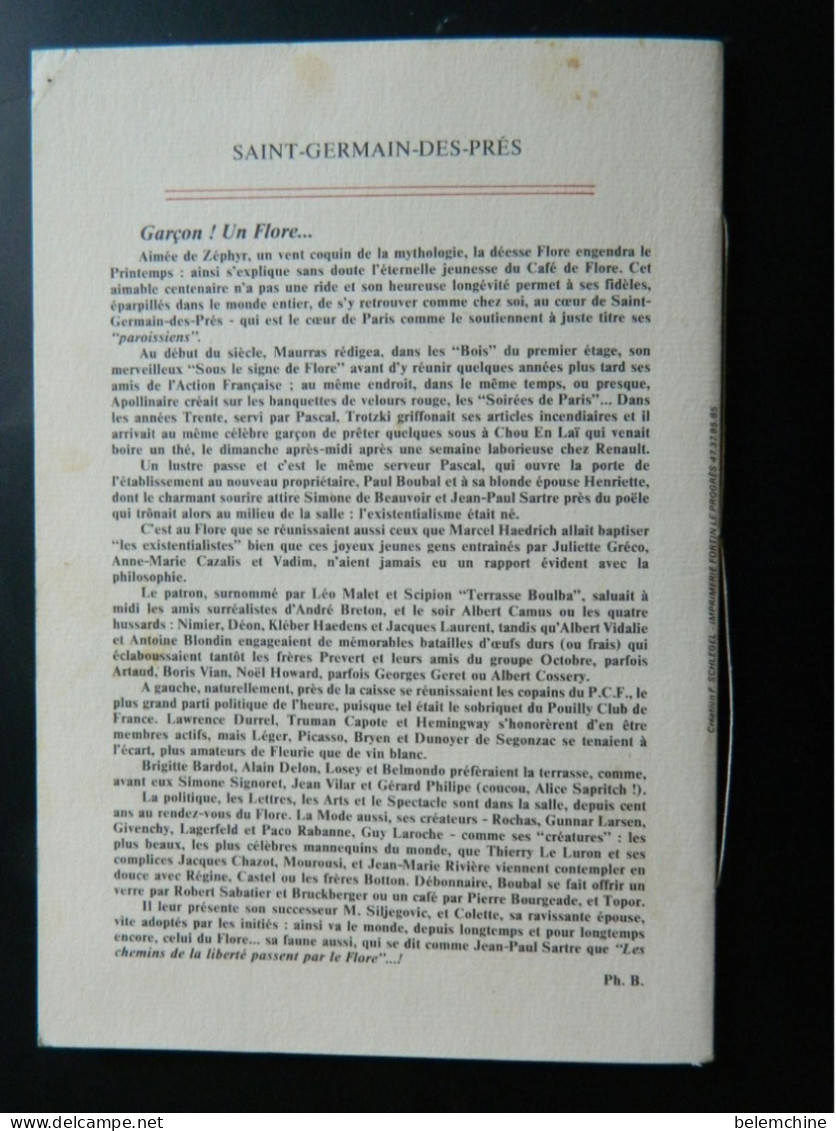 SAINT-GERMAIN-DES-PRÉS
Garçon ! Un Flore...
Aimée de Zéphyr, un vent coquin de la mythologie, la déesse Flore engendra le
Printemps : ainsi s'explique sans doute l'éternelle jeunesse du Café de Flore. Cet
aimable centenaire n'a pas une ride et son heureuse longévité permet à ses fidèles,
éparpillés dans le monde entier, de s'y retrouver comme chez soi, au cœur de Saint-
Germain-des-Prés - qui est le cœur de Paris comme le soutiennent à juste titre ses
"paroissiens".
Au début du siècle, Maurras rédigea, dans les "Bois" du premier étage, son
merveilleux "Sous le signe de Flore" avant d'y réunir quelques années plus tard ses
amis de l'Action Française ; au même endroit, dans le même temps, ou presque,
Apollinaire créait sur les banquettes de velours rouge, les "Soirées de Paris"... Dans
les années Trente, servi par Pascal, Trotzki griffonait ses articles incendiaires et il
arrivait au même célèbre garçon de prêter quelques sous à Chou En Laï qui venait
boire un thé, le dimanche après-midi après une semaine laborieuse chez Renault.
Un lustre passe et c'est le même serveur Pascal, qui ouvre la porte de
l'établissement au nouveau propriétaire, Paul Boubal et à sa blonde épouse Henriette,
dont le charmant sourire attire Simone de Beauvoir et Jean-Paul Sartre près du poële
qui trônait alors au milieu de la salle : l'existentialisme était né.
C'est au Flore que se réunissaient aussi ceux que Marcel Haedrich allait baptiser
"les existentialistes" bien que ces joyeux jeunes gens entrainés par Juliette Gréco,
Anne-Marie Cazalis et Vadim, n'aient jamais eu un rapport évident avec la
philosophie.
Le patron, surnommé par Léo Malet et Scipion "Terrasse Boulba", saluait à
midi les amis surréalistes d'André Breton, et le soir Albert Camus ou les quatre
hussards : Nimier, Déon, Kléber Haedens et Jacques Laurent, tandis qu'Albert Vidalie
et Antoine Blondin engageaient de mémorables batailles d'œufs durs (ou frais) qui
éclaboussaient tantôt les frères Prevert et leurs amis du groupe Octobre, parfois
Artaud, Boris Vian, Noël Howard, parfois Georges Geret ou Albert Cossery.
A gauche, naturellement, près de la caisse se réunissaient les copains du P.C.F., le
plus grand parti politique de l'heure, puisque tel était le sobriquet du Pouilly Club de
France. Lawrence Durrel, Truman Capote et Hemingway s'honorèrent d'en être
membres actifs, mais Léger, Picasso, Bryen et Dunoyer de Segonzac se tenaient à
l'écart, plus amateurs de Fleurie que de vin blanc.
Brigitte Bardot, Alain Delon, Losey et Belmondo préfèraient la terrasse, comme,
avant eux Simone Signoret, Jean Vilar et Gérard Philipe (coucou, Alice Sapritch !).
La politique, les Lettres, les Arts et le Spectacle sont dans la salle, depuis cent
ans au rendez-vous du Flore. La Mode aussi, ses créateurs - Rochas, Gunnar Larsen,
Givenchy, Lagerfeld et Paco Rabanne, Guy Laroche - comme ses "créatures" : les
plus beaux, les plus célèbres mannequins du monde, que Thierry Le Luron et ses
complices Jacques Chazot, Mourousi, et Jean-Marie Rivière viennent contempler en
douce avec Régine, Castel ou les frères Botton. Débonnaire, Boubal se fait offrir un
verre par Robert Sabatier et Bruckberger ou un café par Pierre Bourgeade, et Topor.
Il leur présente son successeur M. Siljegovic, et Colette, sa ravissante épouse,
vite adoptés par les initiés : ainsi va le monde, depuis longtemps et pour longtemps
encore, celui du Flore... sa faune aussi, qui se dit comme Jean-Paul Sartre que "Les
chemins de la liberté passent par le Flore"...!
Ph. B.
Création F. SCHLEGEL - IMPRIMERIE FORTIN LE PROGRÈS 47.37.85.85
belemchine